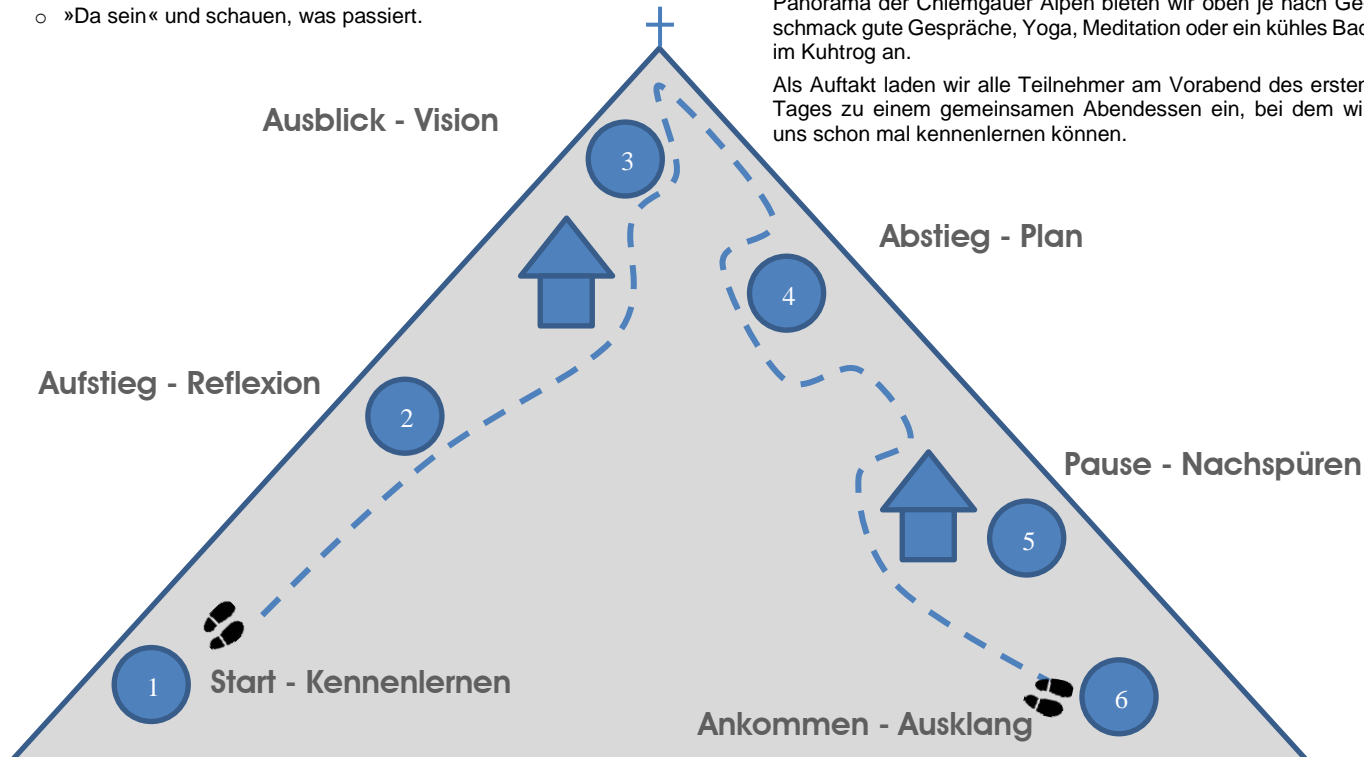 o »Da sein« und schauen, was passiert.
Panorama der Chiemgauer Alpen bieten wir oben je nach Ge
schmack gute Gespräche, Yoga, Meditation oder ein kühles Bad
im Kuhtrog an.
Als Auftakt laden wir alle Teilnehmer am Vorabend des ersten
Tages zu einem gemeinsamen Abendessen ein, bei dem wi
uns schon mal kennenlernen können.
Ausblick - Vision
3
Abstieg - Plan
4
Aufstieg - Reflexion
2
Pause - Nachspüren
5
1
Start - Kennenlernen
6
Ankommen - Ausklang